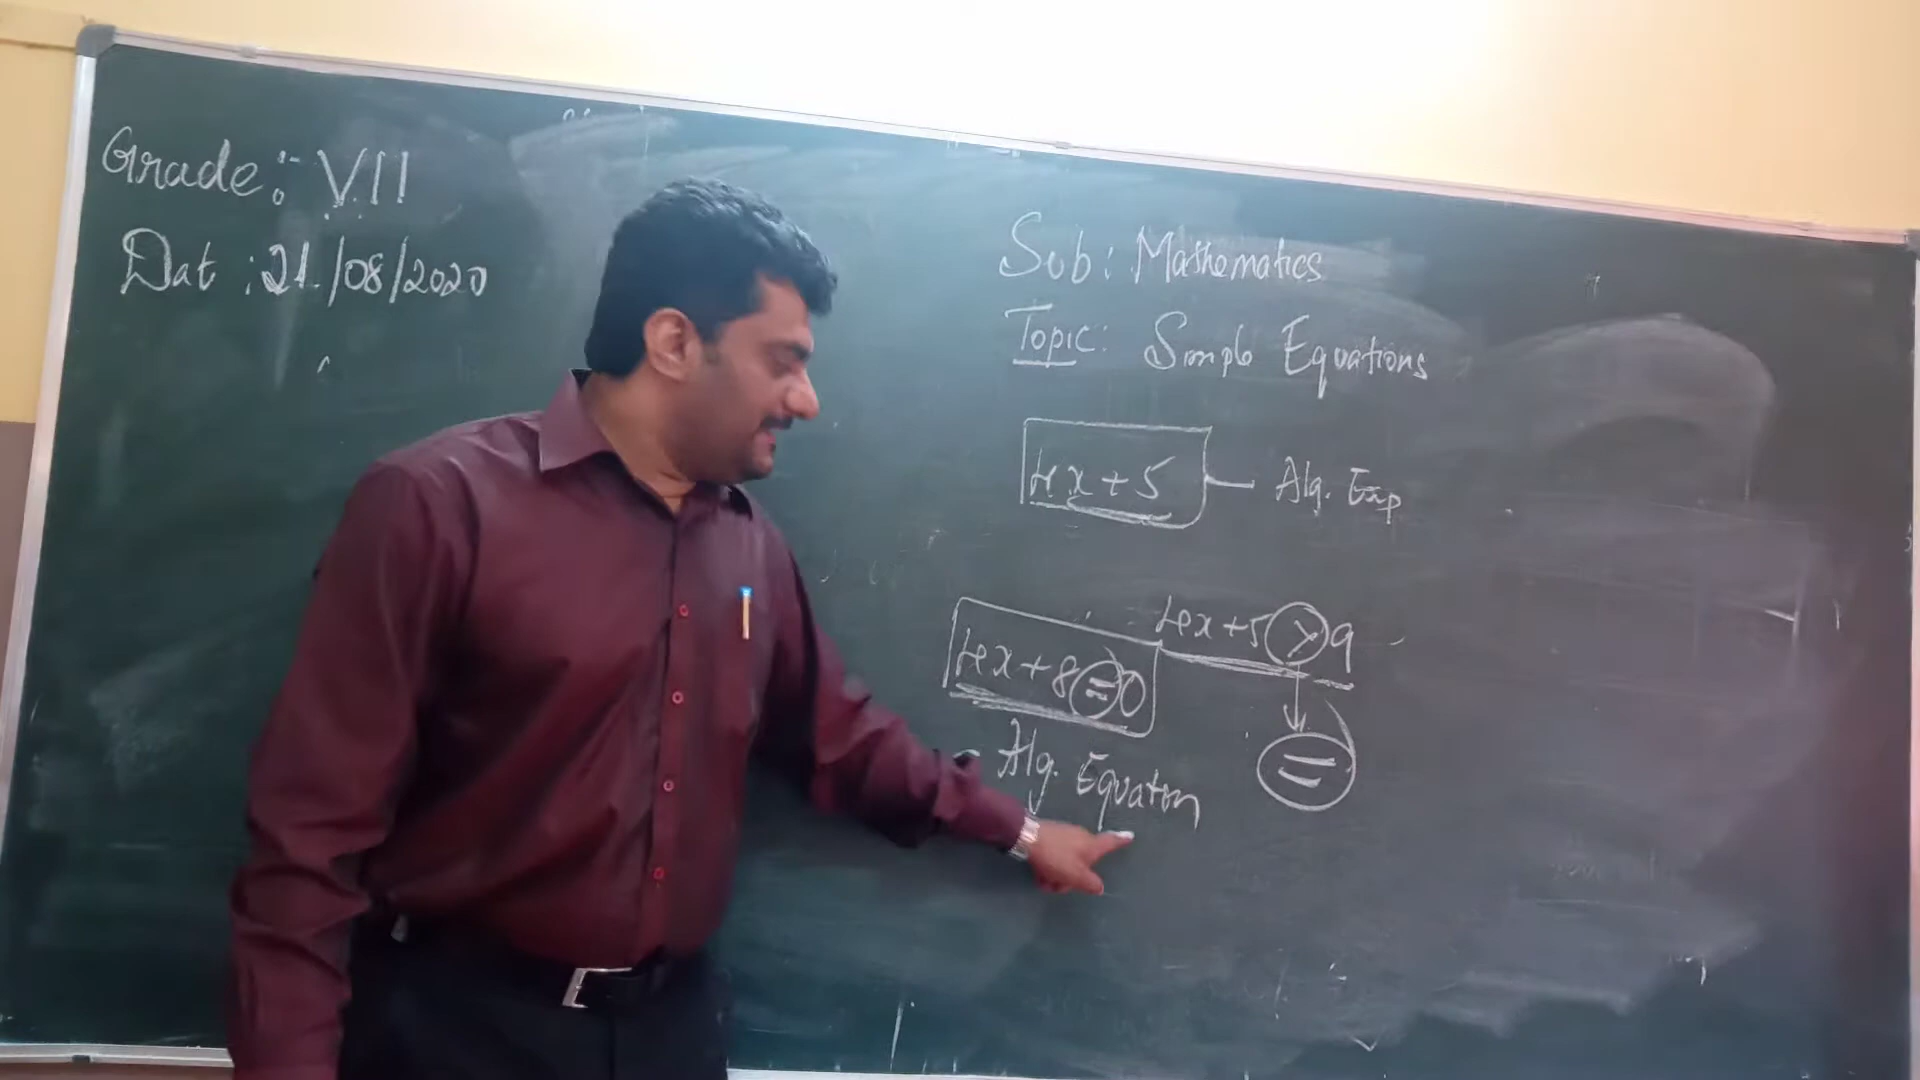 Grade: VII
Dat : 21/08/2020
Sub: Mathematics
Topic: Simple Equations
4x+5 — Alg. Exp
4x+5>9
4x+8=0
=
- Alg. Equation